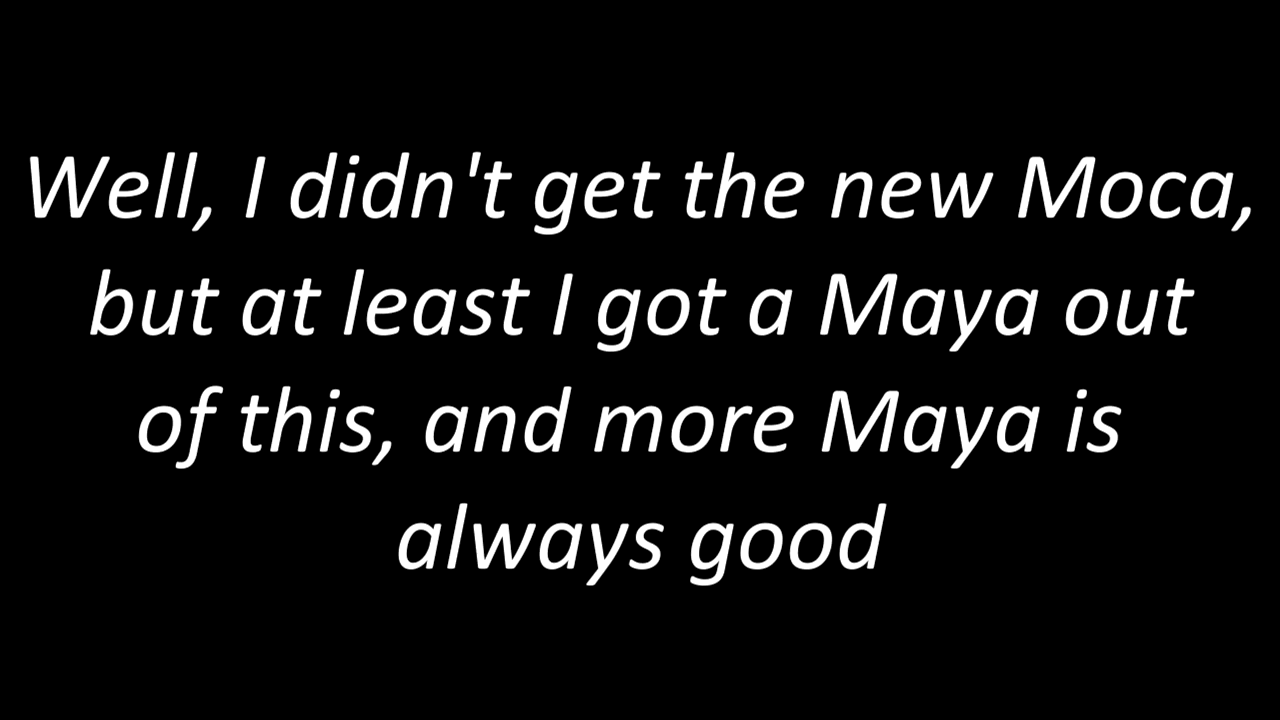 Well, I didn't get the new Moca,
but at least I got a Maya out
of this, and more Maya is
always good